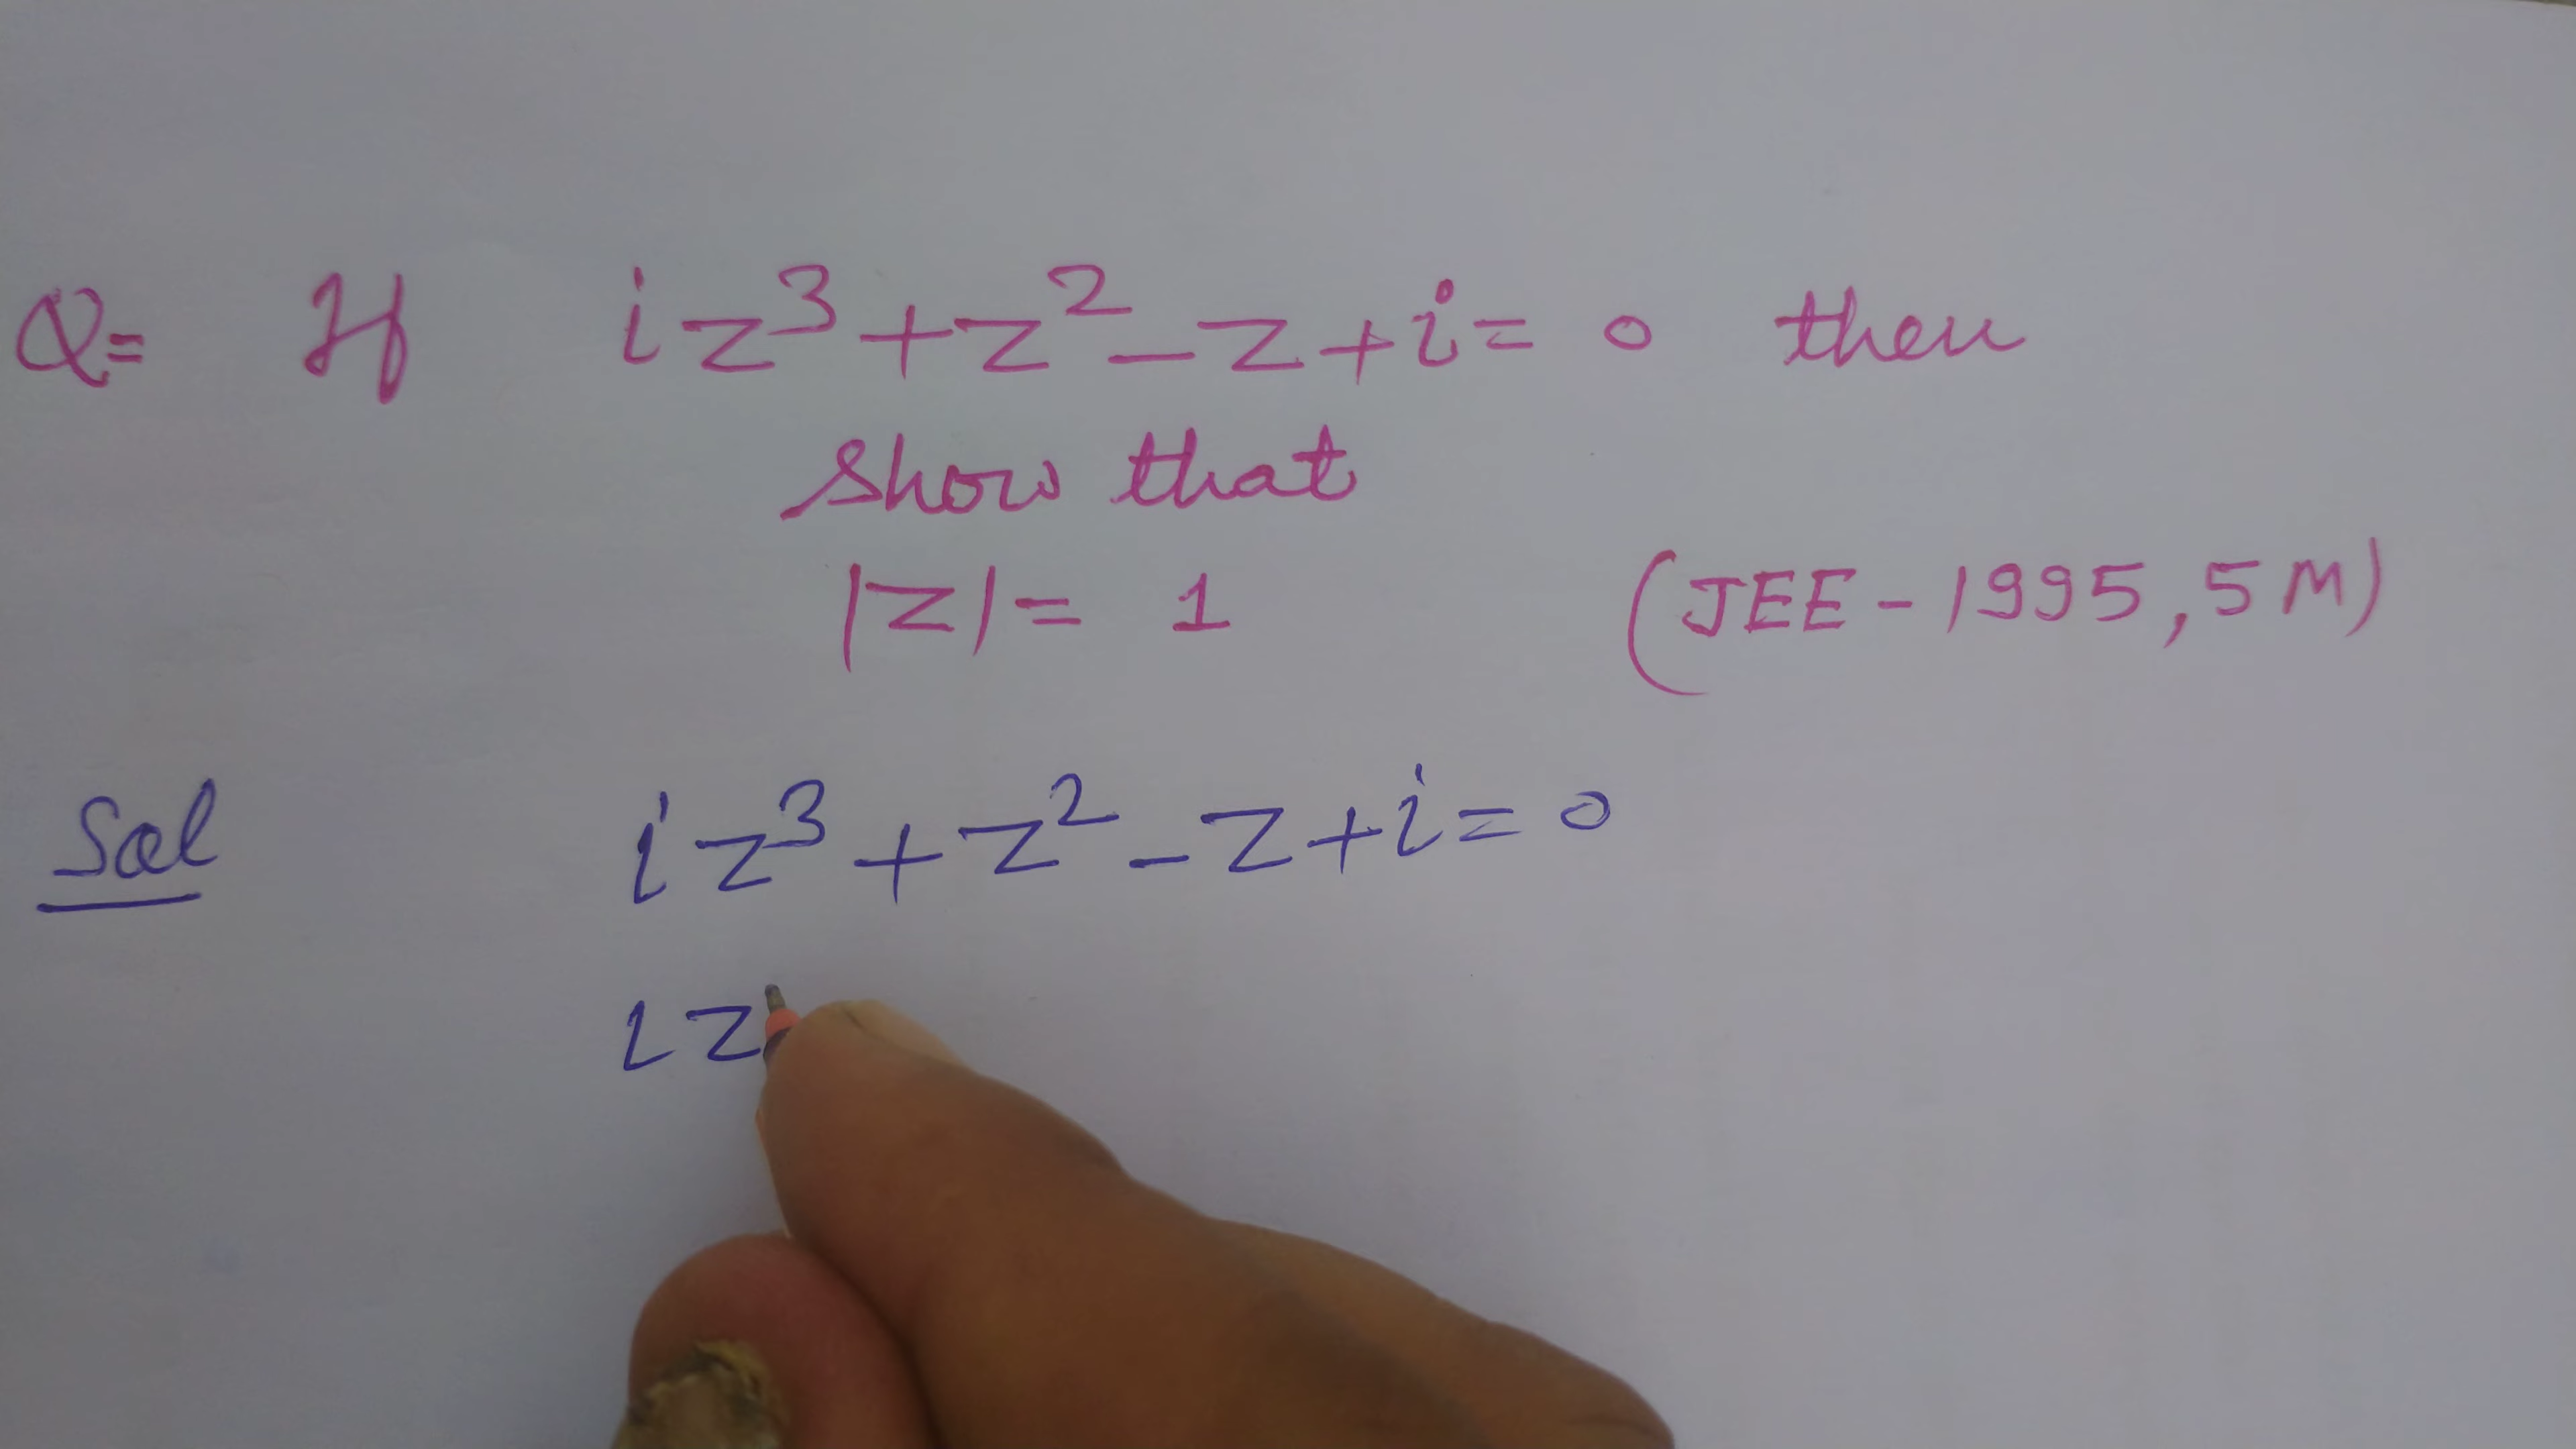 Q= If iz³+z²-z+i=0 then
show that
|z|= 1 (JEE-1995,5M)
Sol iz³+z²-z+i=0
iz